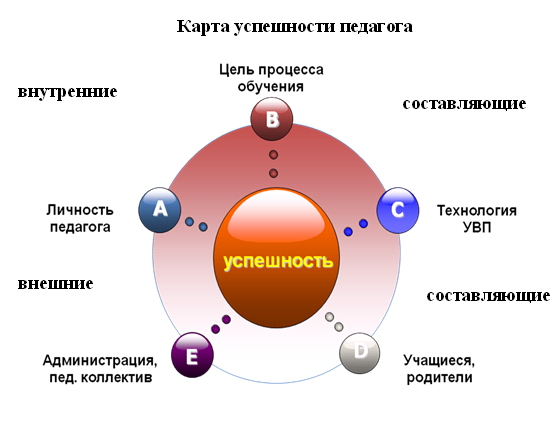 Карта успешности педагога
Цель процесса
обучения
внутренние
составляющие
B
A
C
Личность
педагога
Технология
УВП
успешность
внешние
составляющие
E
D
Администрация,
пед. коллектив
Учащиеся,
родители